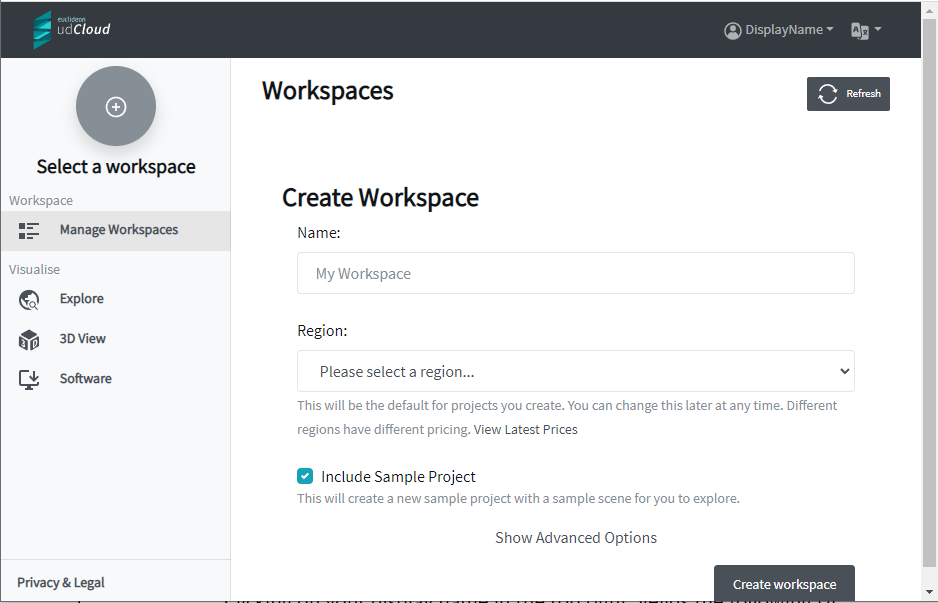 euclideon
udCloud
DisplayName
Workspaces
Refresh
Select a workspace
Workspace
Manage Workspaces
Visualise
Explore
3D View
Software
Privacy & Legal
Create Workspace
Name:
My Workspace
Region:
Please select a region...
This will be the default for projects you create. You can change this later at any time. Different
regions have different pricing. View Latest Prices
Include Sample Project
This will create a new sample project with a sample scene for you to explore.
Show Advanced Options
Create workspace